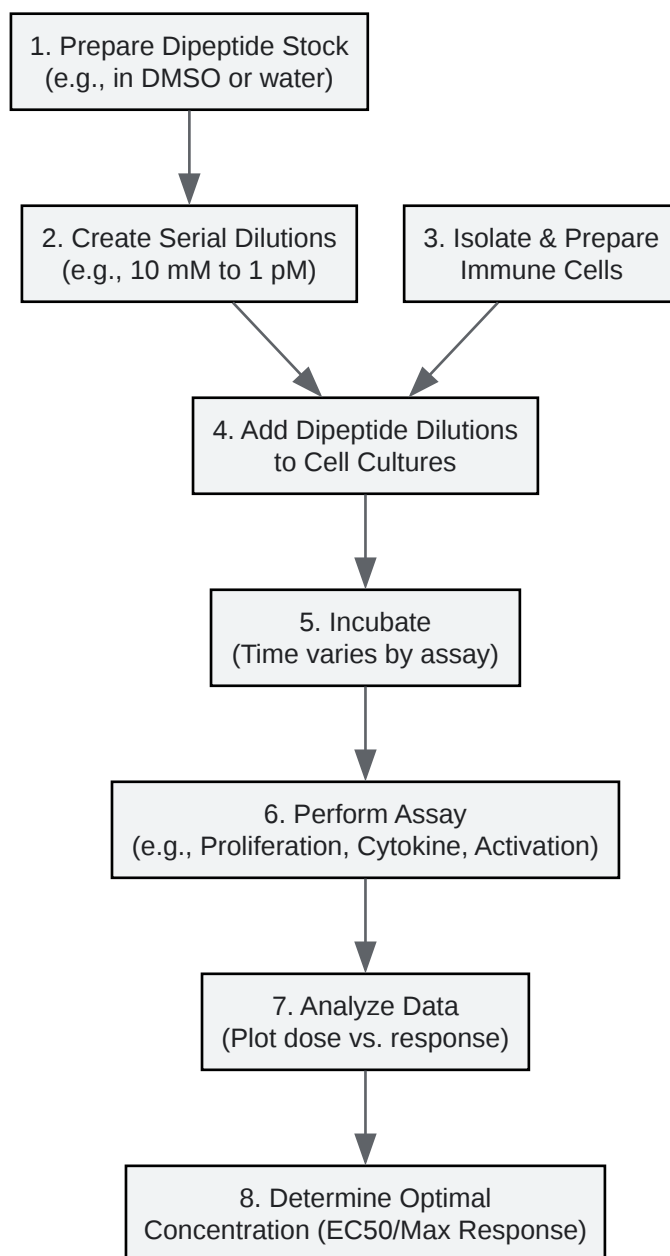 1. Prepare Dipeptide Stock
(e.g., in DMSO or water)
2. Create Serial Dilutions
(e.g., 10 mM to 1 pM)
3. Isolate & Prepare
Immune Cells
4. Add Dipeptide Dilutions
to Cell Cultures
5. Incubate
(Time varies by assay)
6. Perform Assay
(e.g., Proliferation, Cytokine, Activation)
7. Analyze Data
(Plot dose vs. response)
8. Determine Optimal
Concentration (EC50/Max Response)